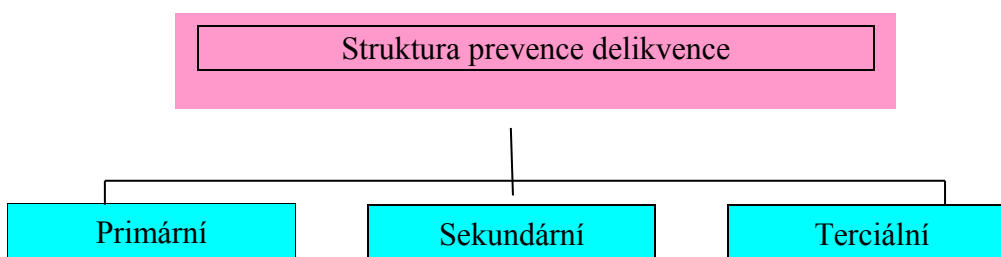 Struktura prevence delikvence
Primární
Sekundární
Terciální